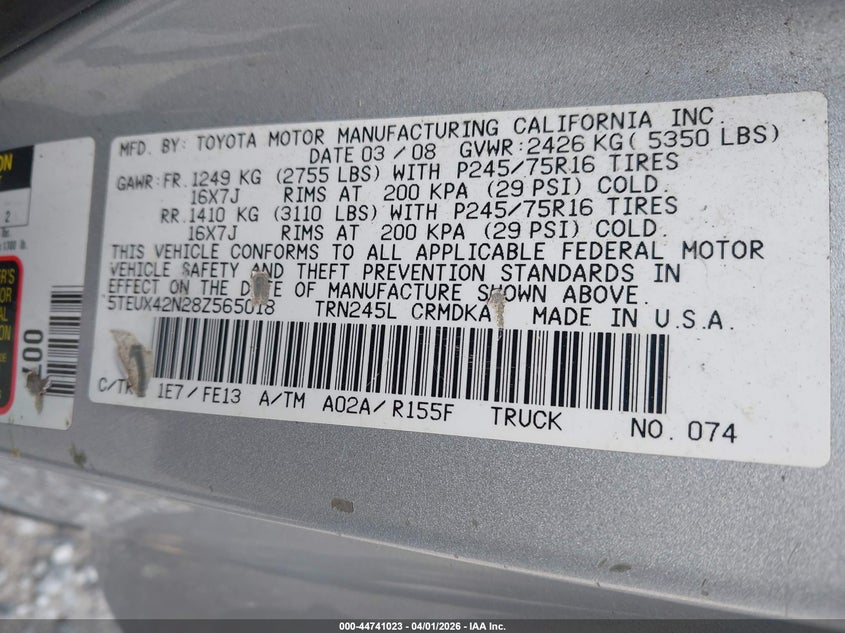 MFD. BY: TOYOTA MOTOR MANUFACTURING CALIFORNIA INC.
DATE 03 / 08 GVWR: 2426 KG( 5350 LBS)
GAWR: FR. 1249 KG (2755 LBS) WITH P245/75R16 TIRES
16X7J RIMS AT 200 KPA (29 PSI) COLD.
RR. 1410 KG (3110 LBS) WITH P245/75R16 TIRES
16X7J RIMS AT 200 KPA (29 PSI) COLD.
THIS VEHICLE CONFORMS TO ALL APPLICABLE FEDERAL MOTOR
VEHICLE SAFETY AND THEFT PREVENTION STANDARDS IN
EFFECT ON THE DATE OF MANUFACTURE SHOWN ABOVE.
5TEUX42N28Z565018 TRN245L CRMDKA MADE IN U.S.A.
C/TR 1E7 / FE13 A/TM A02A / R155F TRUCK NO. 074
2
000-44741023 - 04/01/2026 - IAA Inc.